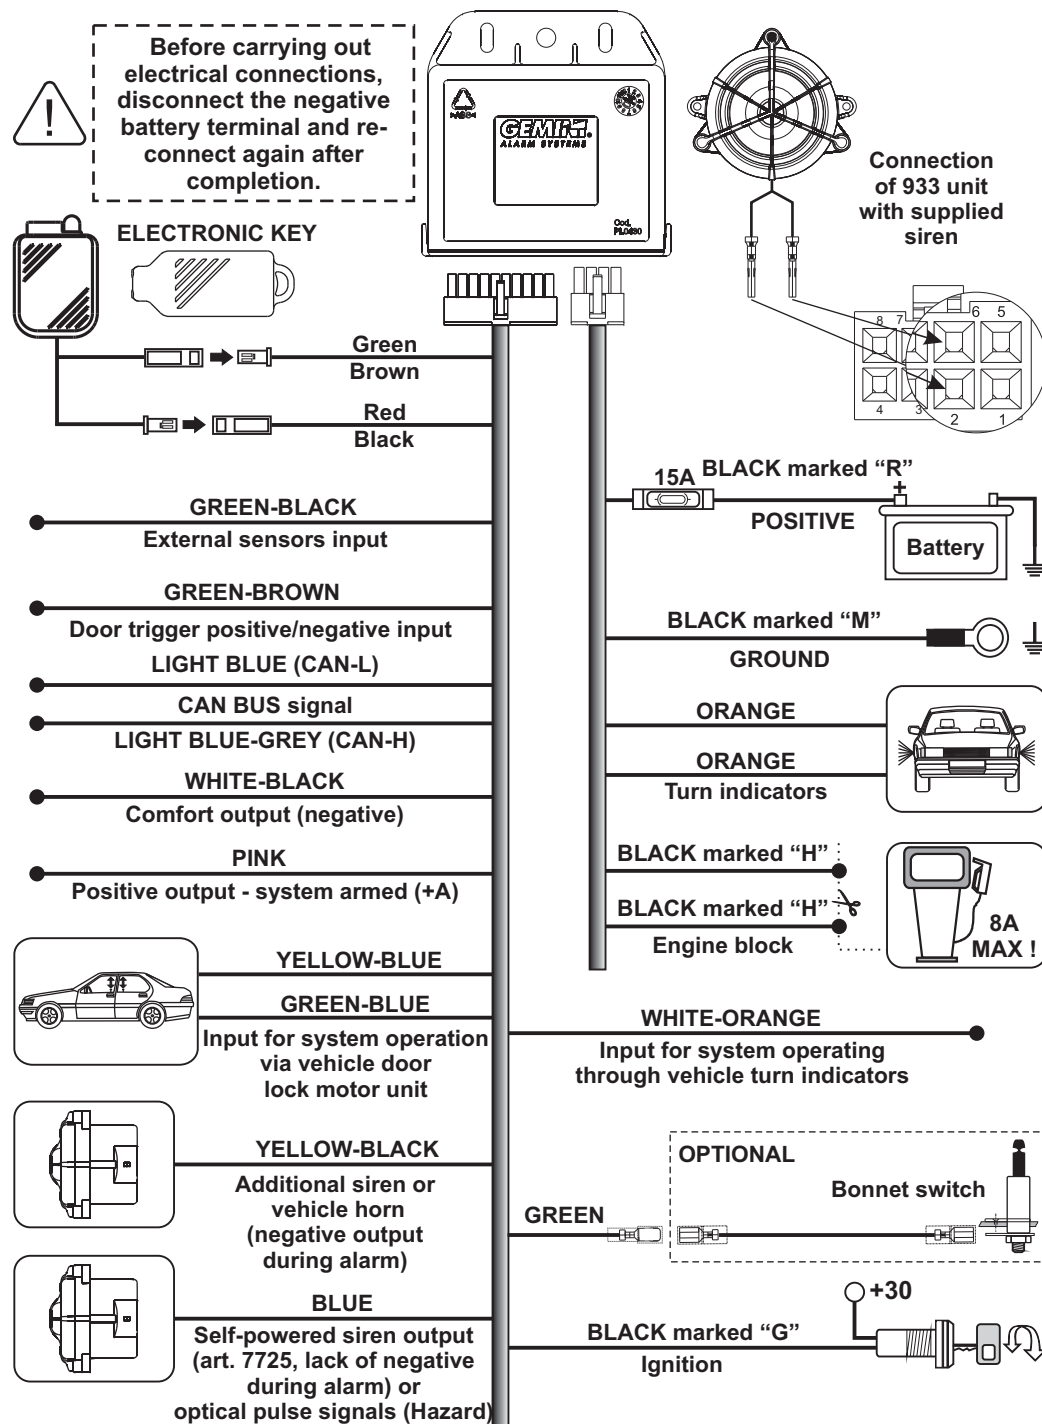 Before carrying out
electrical connections,
disconnect the negative
battery terminal and re-
connect again after
completion.
!
>ABS<
GEMINI®
ALARM SYSTEMS
Cod.
Connection
of 933 unit
with supplied
siren
ELECTRONIC KEY
8 7 6 5
4 3 2 1
Green
Brown
Red
Black
GREEN-BLACK
External sensors input
GREEN-BROWN
Door trigger positive/negative input
LIGHT BLUE (CAN-L)
CAN BUS signal
LIGHT BLUE-GREY (CAN-H)
WHITE-BLACK
Comfort output (negative)
PINK
Positive output - system armed (+A)
YELLOW-BLUE
GREEN-BLUE
Input for system operation
via vehicle door
lock motor unit
YELLOW-BLACK
Additional siren or
vehicle horn
(negative output
during alarm)
BLUE
Self-powered siren output
(art. 7725, lack of negative
during alarm) or
optical pulse signals (Hazard)
15A
BLACK marked “R”
+
POSITIVE
Battery
BLACK marked “M”
GROUND
ORANGE
ORANGE
Turn indicators
BLACK marked “H”
BLACK marked “H”
Engine block
8A
MAX !
WHITE-ORANGE
Input for system operating
through vehicle turn indicators
OPTIONAL
Bonnet switch
GREEN
+30
BLACK marked “G”
Ignition